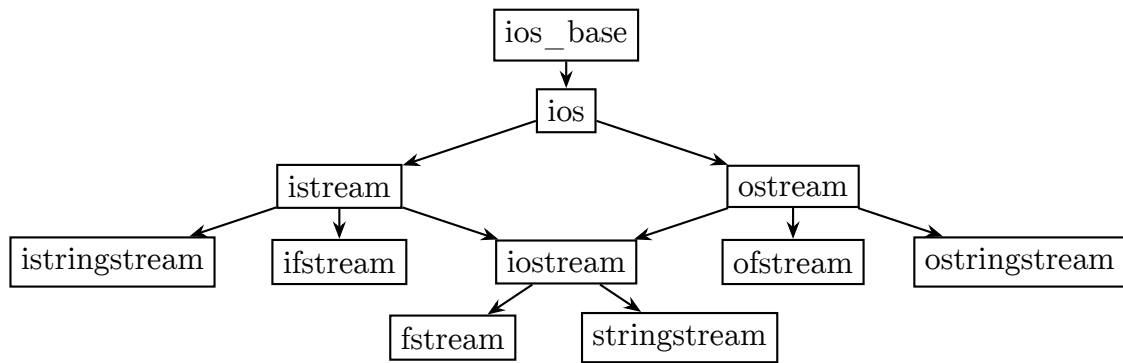 ios_base
ios
istream
ostream
istringstream
ifstream
iostream
ofstream
ostringstream
fstream
stringstream